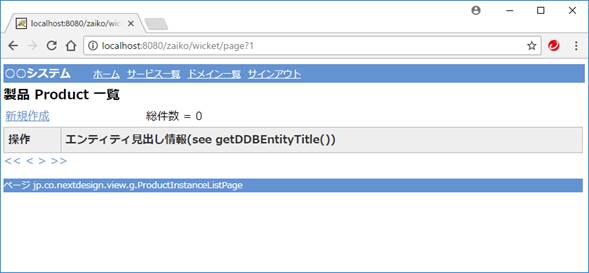 localhost:8080/zaiko/wic
localhost:8080/zaiko/wicket/page?1
〇〇システム ホーム サービス一覧 ドメイン一覧 サインアウト
製品 Product 一覧
新規作成 総件数 = 0
操作 エンティティ見出し情報(see getDDBEntityTitle())
<< < > >>
ページ jp.co.nextdesign.view.g.ProductInstanceListPage